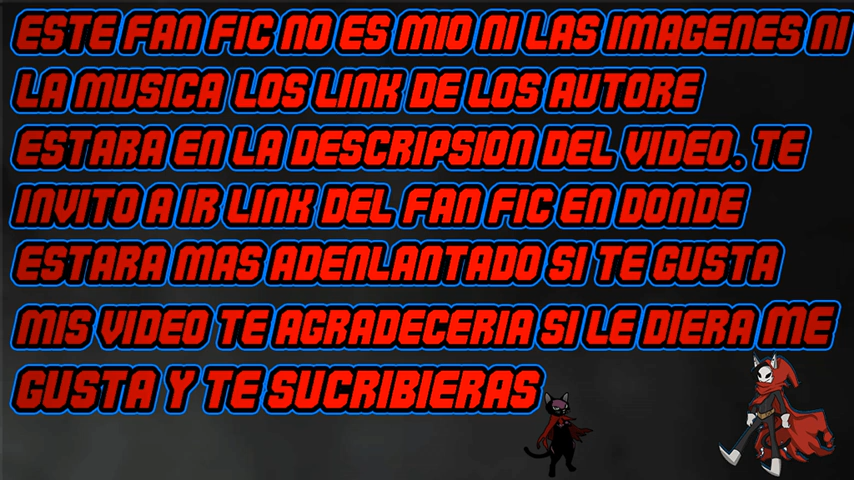 ESTE FAN FIC NO ES MIO NI LAS IMAGENES NI
LA MUSICA LOS LINK DE LOS AUTORE
ESTARA EN LA DESCRIPSION DEL VIDEO. TE
INVITO A IR LINK DEL FAN FIC EN DONDE
ESTARA MAS ADENLANTADO SI TE GUSTA
MIS VIDEO TE AGRADECERIA SI LE DIERA ME
GUSTA Y TE SUCRIBIERAS